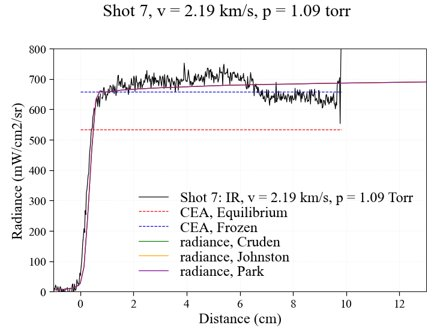 Shot 7, v = 2.19 km/s, p = 1.09 torr
800
700
600
500
400
300
200
100
0
Radiance (mW/cm2/sr)
Shot 7: IR, v = 2.19 km/s, p = 1.09 Torr
CEA, Equilibrium
CEA, Frozen
radiance, Cruden
radiance, Johnston
radiance, Park
0 2 4 6 8 10 12
Distance (cm)